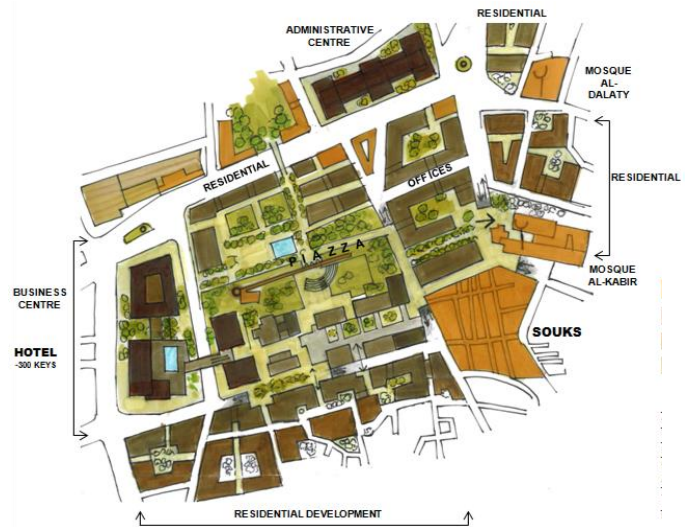 RESIDENTIAL
ADMINISTRATIVE
CENTRE
MOSQUE
AL-
DALATY
RESIDENTIAL
OFFICES
RESIDENTIAL
PIAZZA
MOSQUE
AL-KABIR
BUSINESS
CENTRE
SOUKS
HOTEL
-300 KEYS
RESIDENTIAL DEVELOPMENT